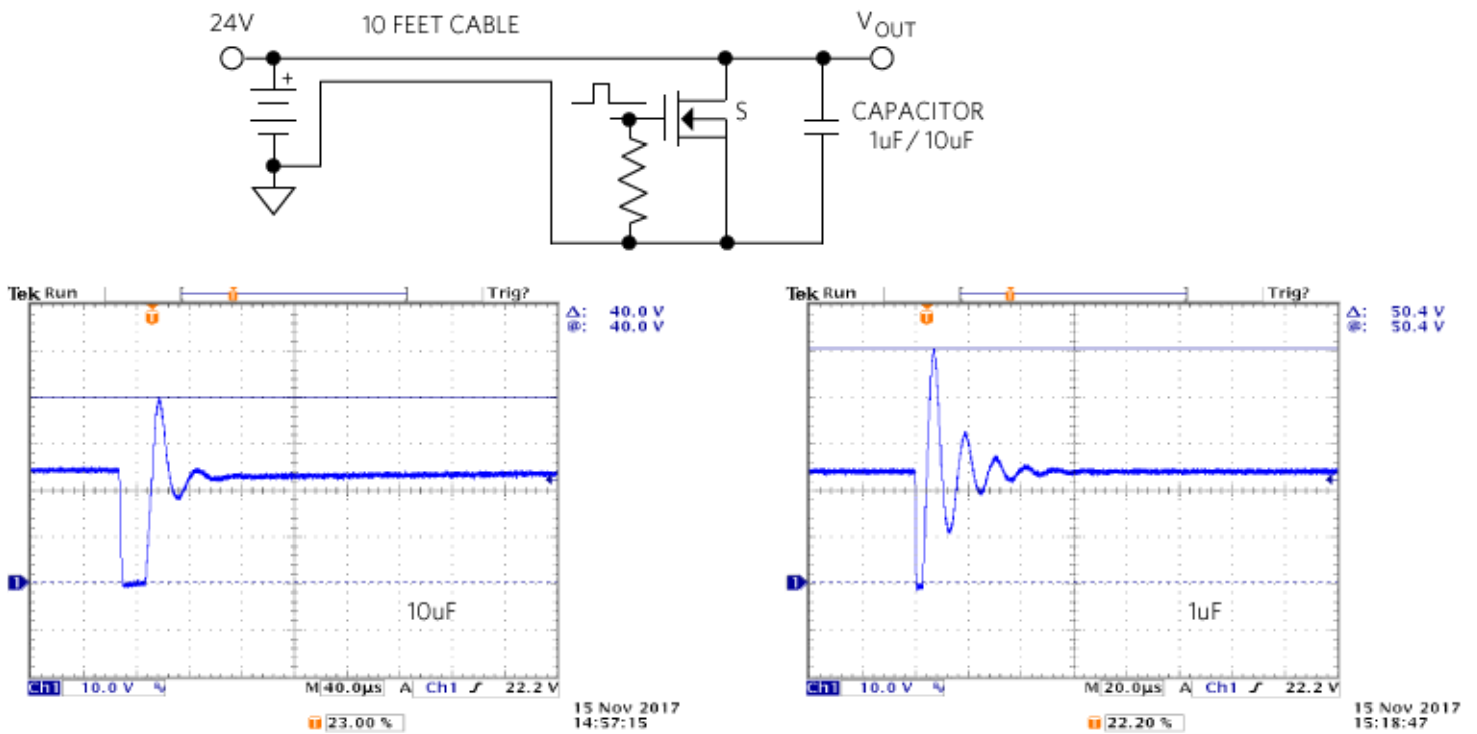 24V
10 FEET CABLE
VOUT
+
S
CAPACITOR
1uF / 10uF
Tek Run
Trig?
T
T
Δ: 40.0 V
@: 40.0 V
1
10uF
Ch1 10.0 V
M 40.0µs A Ch1 ƒ 22.2 V
T 23.00 %
15 Nov 2017
14:57:15
Tek Run
Trig?
T
T
Δ: 50.4 V
@: 50.4 V
1
1uF
Ch1 10.0 V
M 20.0µs A Ch1 ƒ 22.2 V
T 22.20 %
15 Nov 2017
15:18:47